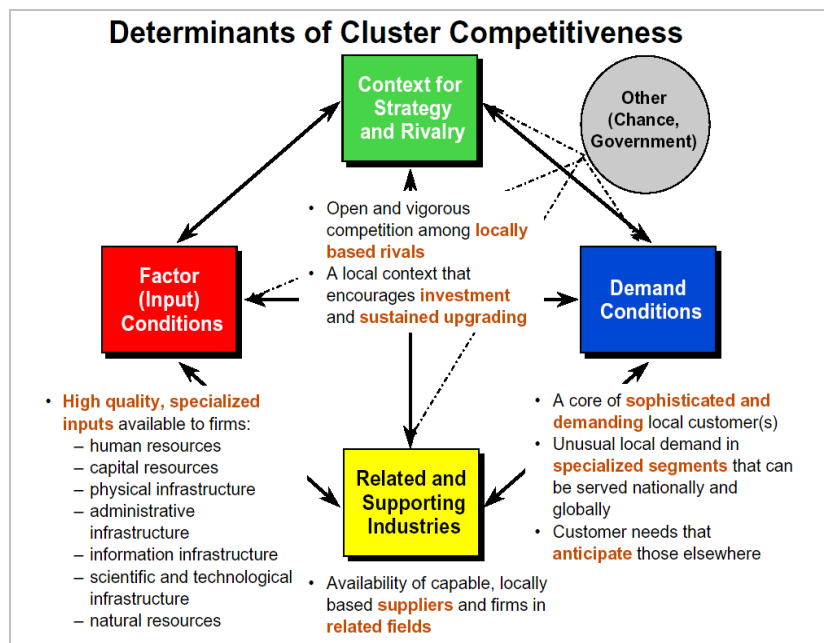 Determinants of Cluster Competitiveness
Context for
Strategy
and Rivalry
Other
(Chance,
Government)
• Open and vigorous
competition among locally
based rivals
• A local context that
encourages investment
and sustained upgrading
Factor
(Input)
Conditions
Demand
Conditions
• High quality, specialized
inputs available to firms:
– human resources
– capital resources
– physical infrastructure
– administrative
infrastructure
– information infrastructure
– scientific and technological
infrastructure
– natural resources
Related and
Supporting
Industries
• Availability of capable, locally
based suppliers and firms in
related fields
• A core of sophisticated and
demanding local customer(s)
• Unusual local demand in
specialized segments that can
be served nationally and
globally
• Customer needs that
anticipate those elsewhere